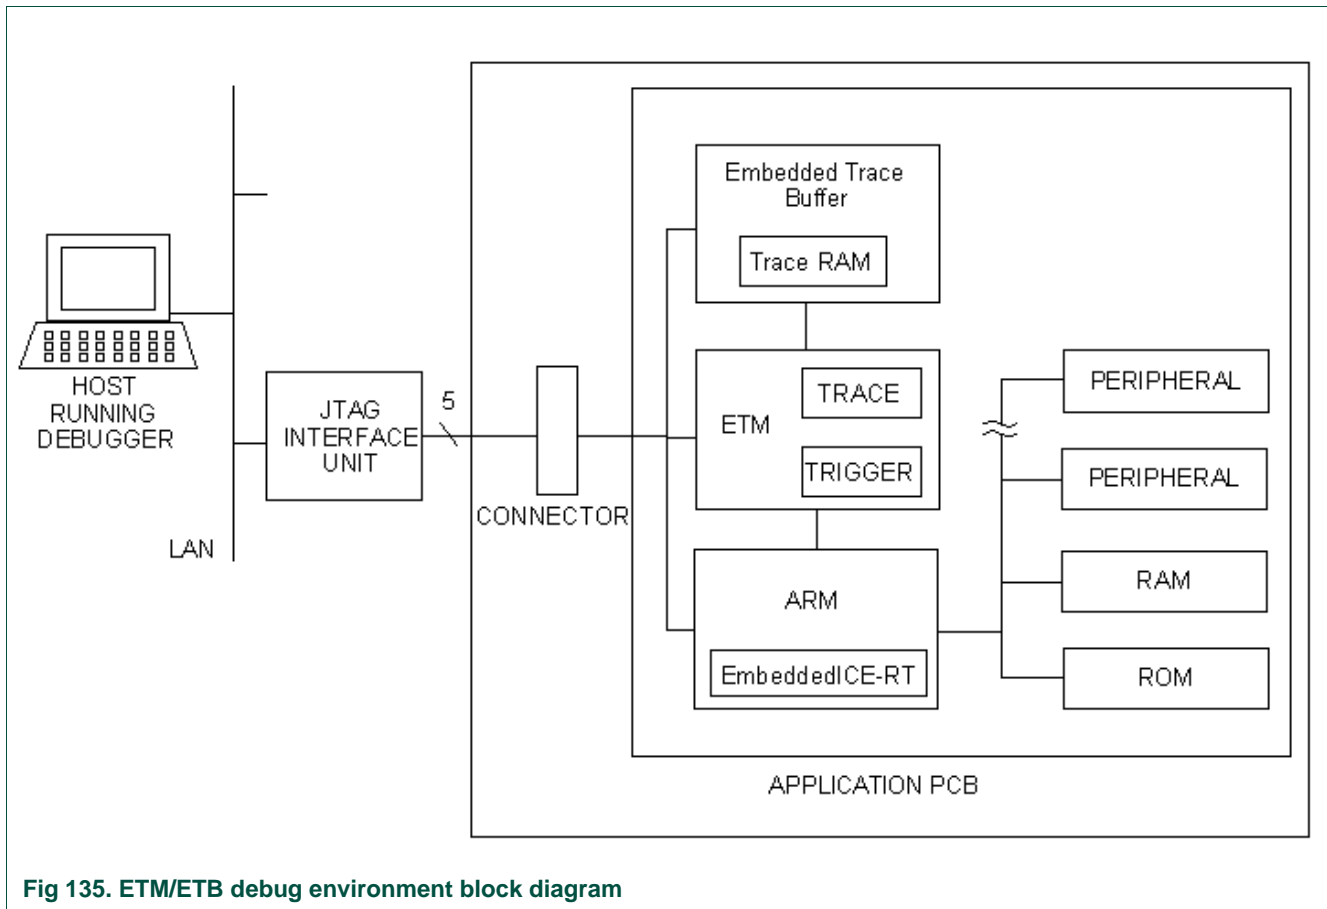 HOST
RUNNING
DEBUGGER
LAN
JTAG
INTERFACE
UNIT
5
CONNECTOR
Embedded Trace
Buffer
Trace RAM
ETM
TRACE
TRIGGER
ARM
EmbeddedICE-RT
PERIPHERAL
PERIPHERAL
RAM
ROM
APPLICATION PCB
Fig 135. ETM/ETB debug environment block diagram